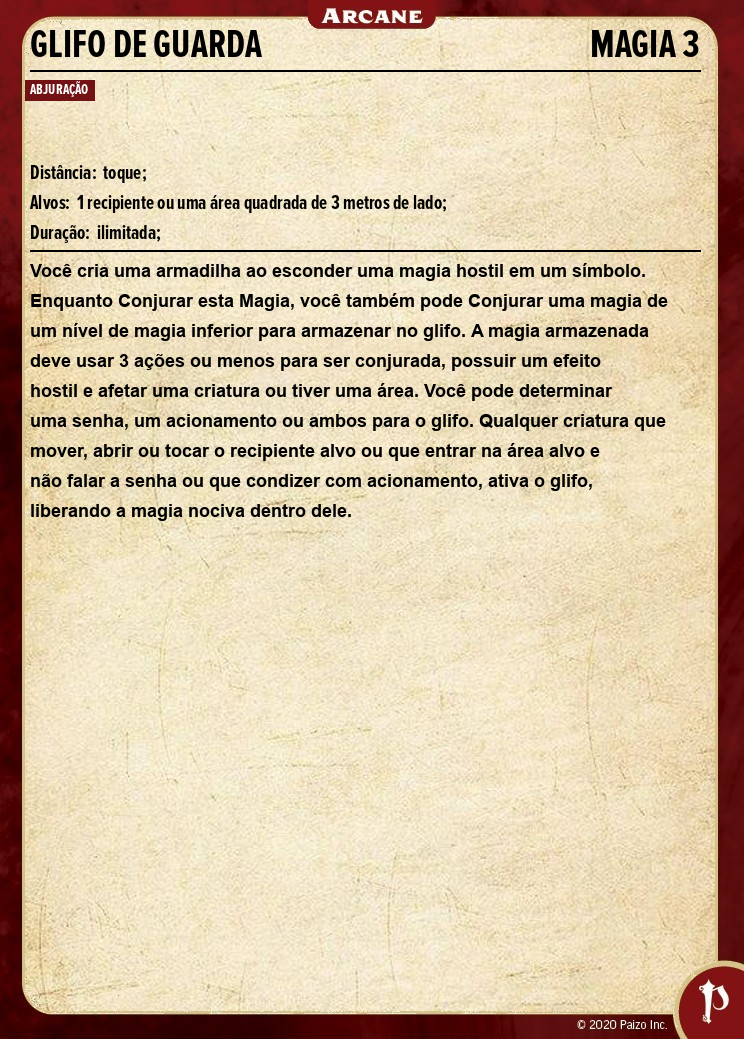 ARCANE
GLIFO DE GUARDA MAGIA 3
ABJURAÇÃO
Distância: toque;
Alvos: 1 recipiente ou uma área quadrada de 3 metros de lado;
Duração: ilimitada;
Você cria uma armadilha ao esconder uma magia hostil em um símbolo.
Enquanto Conjurar esta Magia, você também pode Conjurar uma magia de
um nível de magia inferior para armazenar no glifo. A magia armazenada
deve usar 3 ações ou menos para ser conjurada, possuir um efeito
hostil e afetar uma criatura ou tiver uma área. Você pode determinar
uma senha, um acionamento ou ambos para o glifo. Qualquer criatura que
mover, abrir ou tocar o recipiente alvo ou que entrar na área alvo e
não falar a senha ou que condizer com acionamento, ativa o glifo,
liberando a magia nociva dentro dele.
© 2020 Paizo Inc.
P